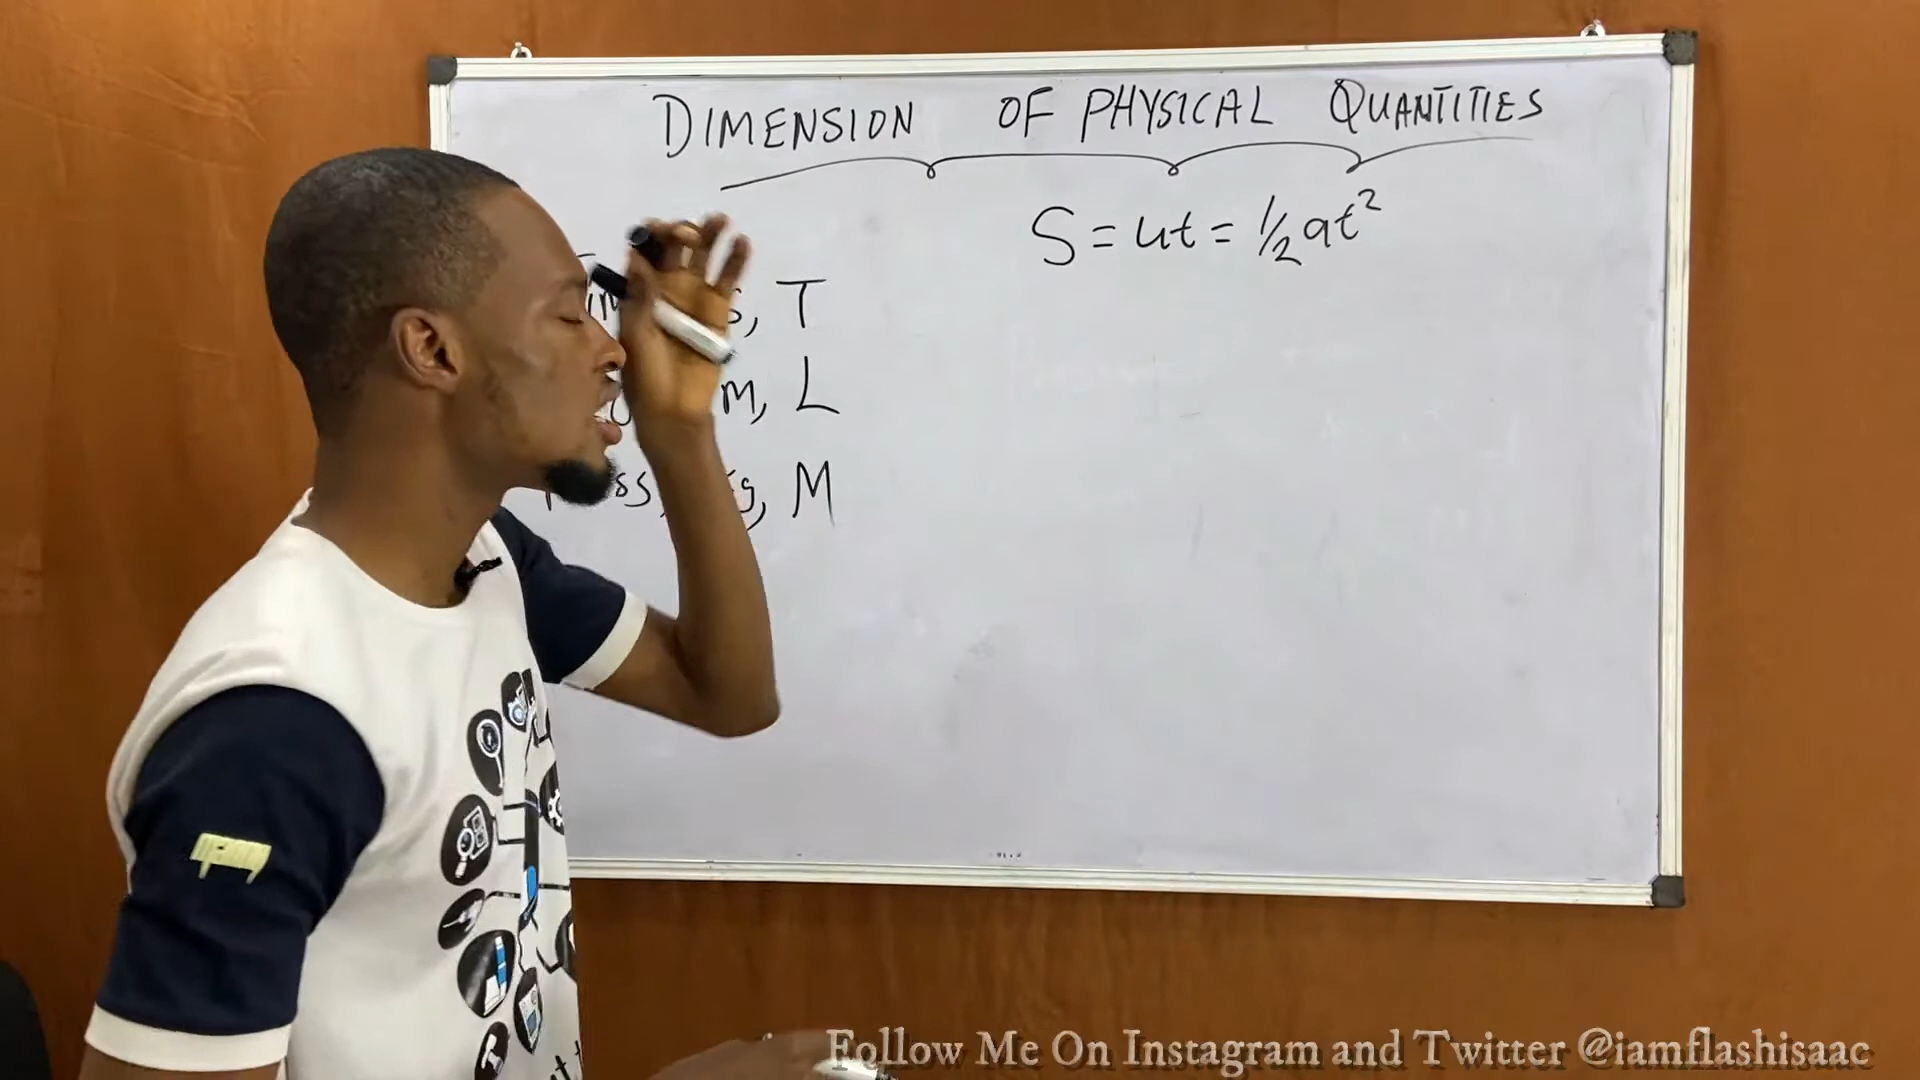 DIMENSION OF PHYSICAL QUANTITIES
S = ut = ½ at²
s, T
m, L
M
Follow Me On Instagram and Twitter @iamflashisaac